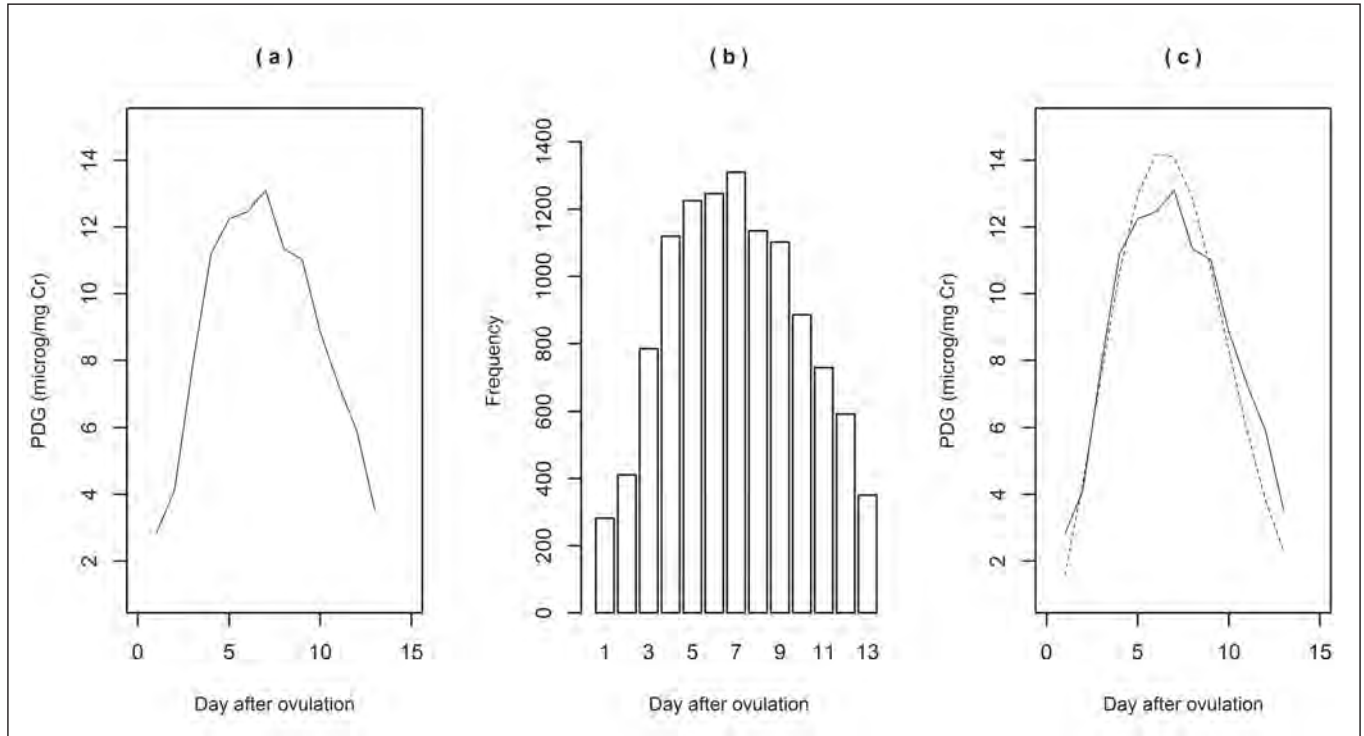 ( a )
PDG (microg/mg Cr)
2 4 6 8 10 12 14
0 5 10 15
Day after ovulation
( b )
Frequency
0 200 400 600 800 1000 1200 1400
1 3 5 7 9 11 13
Day after ovulation
( c )
PDG (microg/mg Cr)
2 4 6 8 10 12 14
0 5 10 15
Day after ovulation